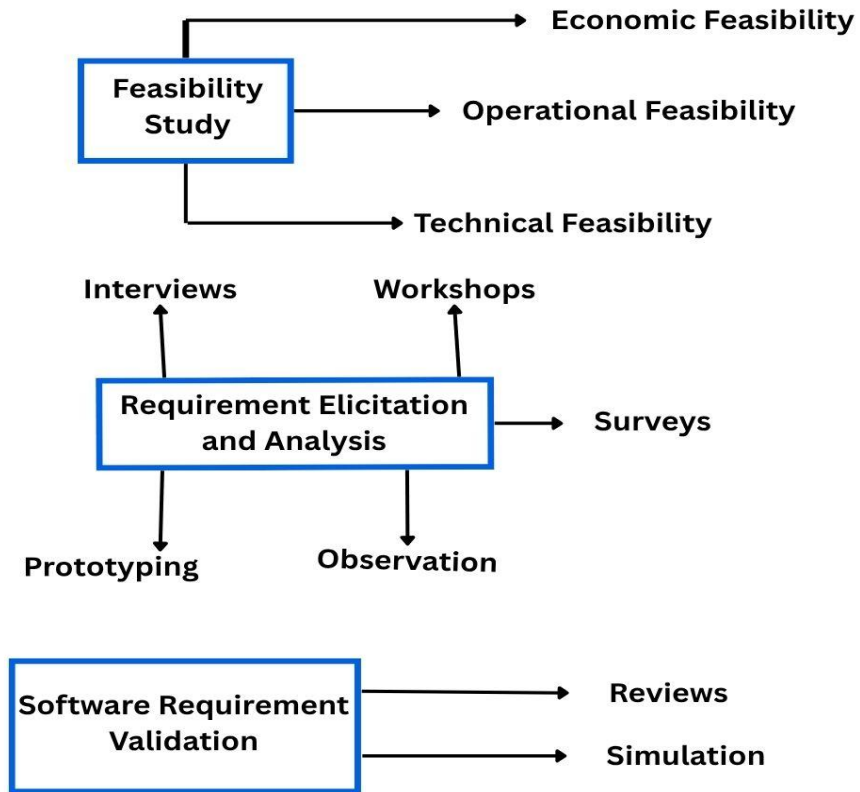 Economic Feasibility
Feasibility
Study
Operational Feasibility
Technical Feasibility
Interviews
Workshops
Requirement Elicitation
and Analysis
Surveys
Prototyping
Observation
Software Requirement
Validation
Reviews
Simulation